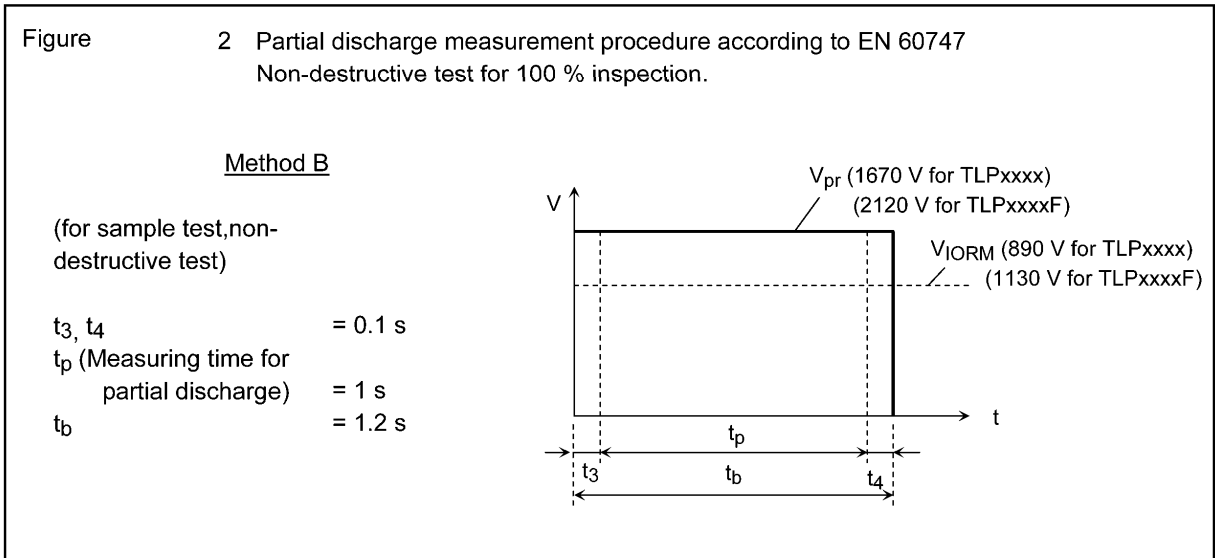 Figure 2 Partial discharge measurement procedure according to EN 60747
Non-destructive test for 100 % inspection.
Method B
(for sample test,non-
destructive test)
t3, t4 = 0.1 s
tp (Measuring time for
partial discharge) = 1 s
tb = 1.2 s
V
Vpr (1670 V for TLPxxxx)
(2120 V for TLPxxxxF)
VIORM (890 V for TLPxxxx)
(1130 V for TLPxxxxF)
t
tp
t3
tb
t4